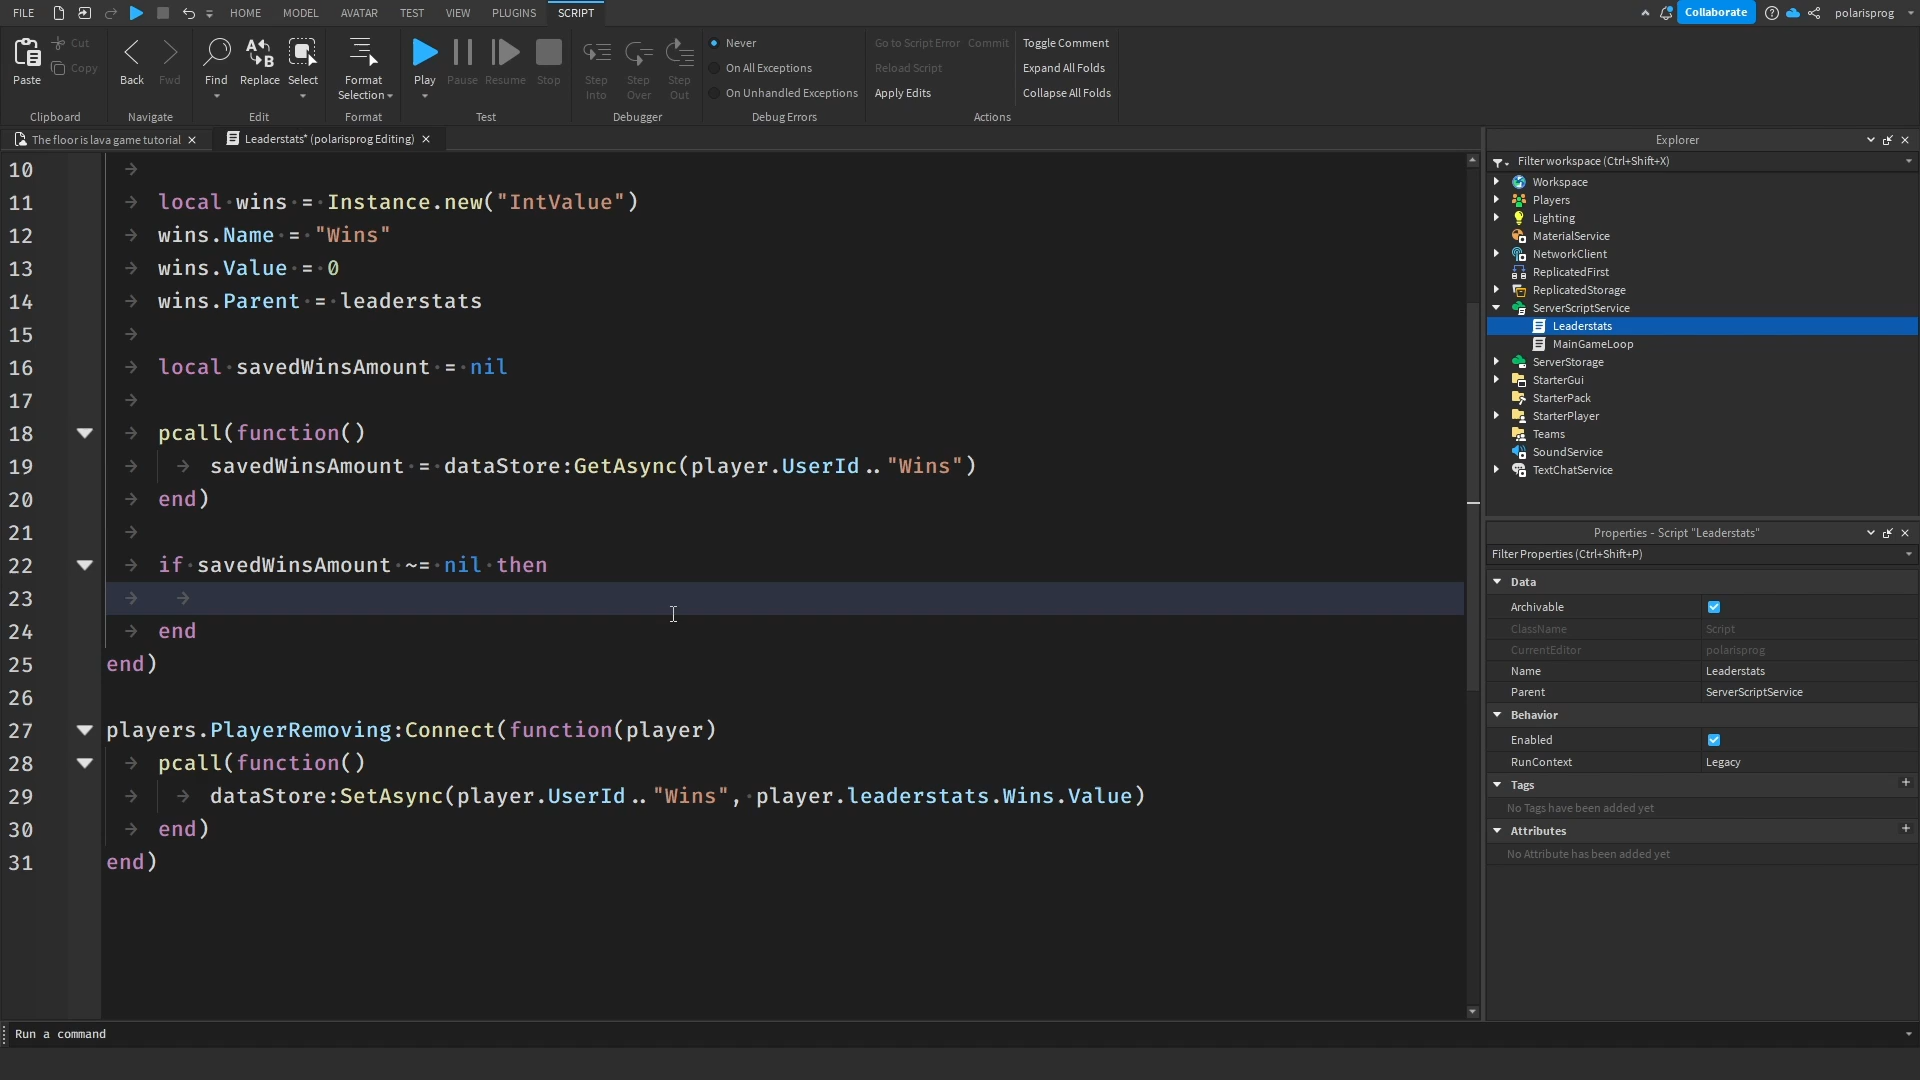 FILE HOME MODEL AVATAR TEST VIEW PLUGINS SCRIPT Collaborate polarisprog
Paste Cut Copy Back Fwd Find Replace Select Format Selection Play Pause Resume Stop Step Into Step Over Step Out
Never
On All Exceptions
On Unhandled Exceptions
Go to Script Error Commit
Reload Script
Apply Edits
Toggle Comment
Expand All Folds
Collapse All Folds
Clipboard Navigate Edit Format Test Debugger Debug Errors Actions
The floor is lava game tutorial Leaderstats* (polarisprog Editing)
10
11 local wins = Instance.new("IntValue")
12 wins.Name = "Wins"
13 wins.Value = 0
14 wins.Parent = leaderstats
15
16 local savedWinsAmount = nil
17
18 pcall(function()
19 savedWinsAmount = dataStore:GetAsync(player.UserId.."Wins")
20 end)
21
22 if savedWinsAmount ~= nil then
23
24 end
25 end)
26
27 players.PlayerRemoving:Connect(function(player)
28 pcall(function()
29 dataStore:SetAsync(player.UserId.."Wins", player.leaderstats.Wins.Value)
30 end)
31 end)
Run a command
Explorer
Filter workspace (Ctrl+Shift+X)
Workspace
Players
Lighting
MaterialService
NetworkClient
ReplicatedFirst
ReplicatedStorage
ServerScriptService
Leaderstats
MainGameLoop
ServerStorage
StarterGui
StarterPack
StarterPlayer
Teams
SoundService
TextChatService
Properties - Script "Leaderstats"
Filter Properties (Ctrl+Shift+P)
Data
Archivable
ClassName Script
CurrentEditor polarisprog
Name Leaderstats
Parent ServerScriptService
Behavior
Enabled
RunContext Legacy
Tags
No Tags have been added yet
Attributes
No Attribute has been added yet